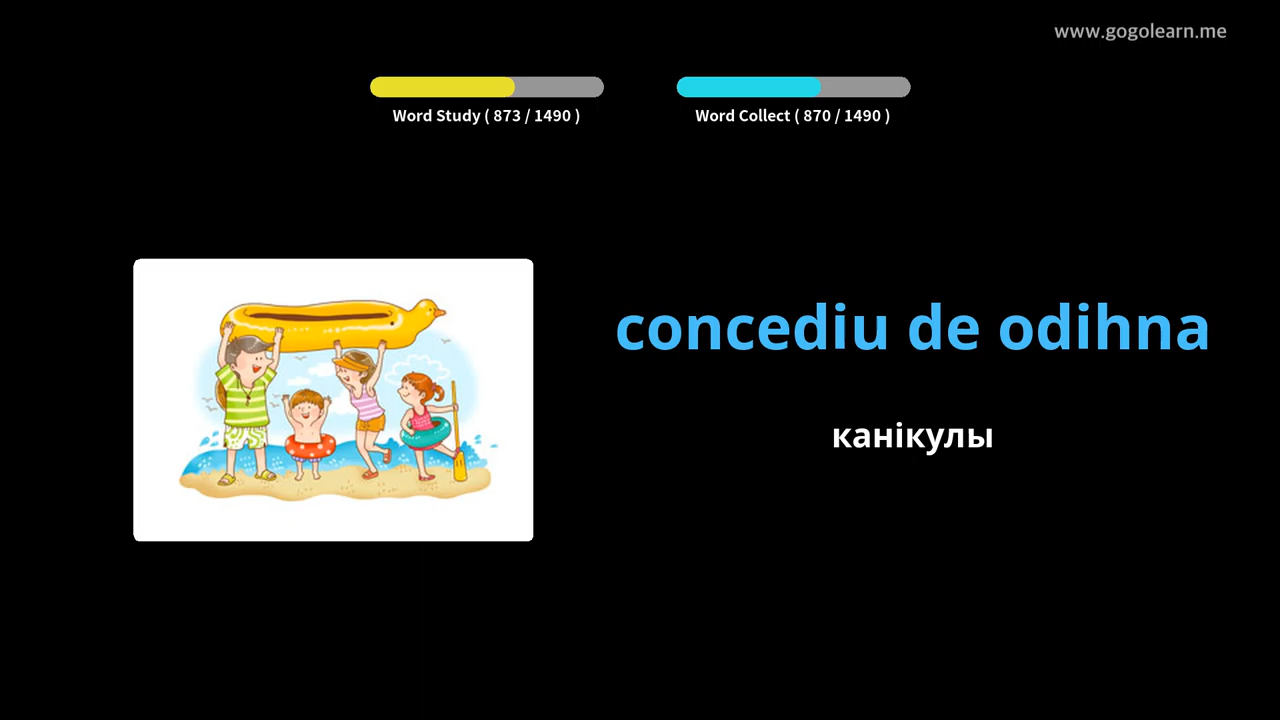 www.gogolearn.me
Word Study ( 873 / 1490 )
Word Collect ( 870 / 1490 )
concediu de odihna
канікулы